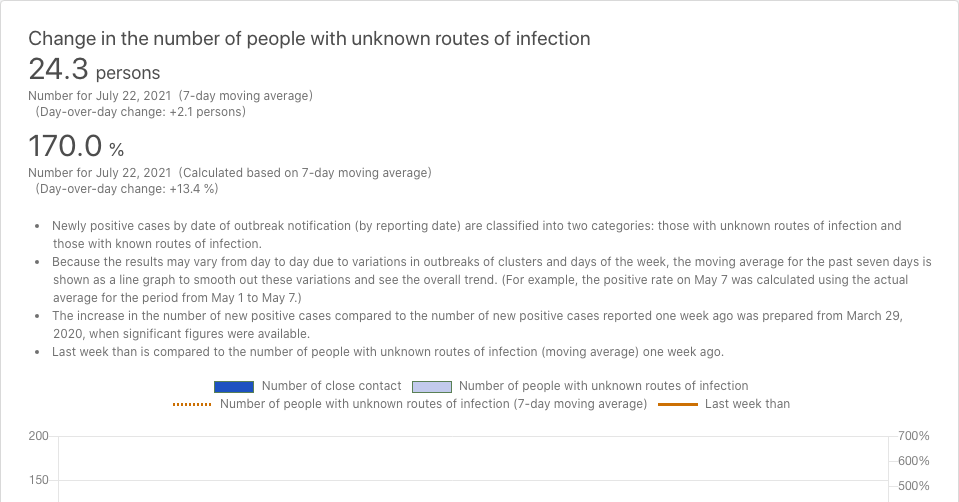 Change in the number of people with unknown routes of infection
24.3 persons
Number for July 22, 2021 (7-day moving average)
(Day-over-day change: +2.1 persons)
170.0 %
Number for July 22, 2021 (Calculated based on 7-day moving average)
(Day-over-day change: +13.4 %)
• Newly positive cases by date of outbreak notification (by reporting date) are classified into two categories: those with unknown routes of infection and
those with known routes of infection.
• Because the results may vary from day to day due to variations in outbreaks of clusters and days of the week, the moving average for the past seven days is
shown as a line graph to smooth out these variations and see the overall trend. (For example, the positive rate on May 7 was calculated using the actual
average for the period from May 1 to May 7.)
• The increase in the number of new positive cases compared to the number of new positive cases reported one week ago was prepared from March 29,
2020, when significant figures were available.
• Last week than is compared to the number of people with unknown routes of infection (moving average) one week ago.
Number of close contact Number of people with unknown routes of infection
Number of people with unknown routes of infection (7-day moving average) Last week than
200 700%
600%
150 500%